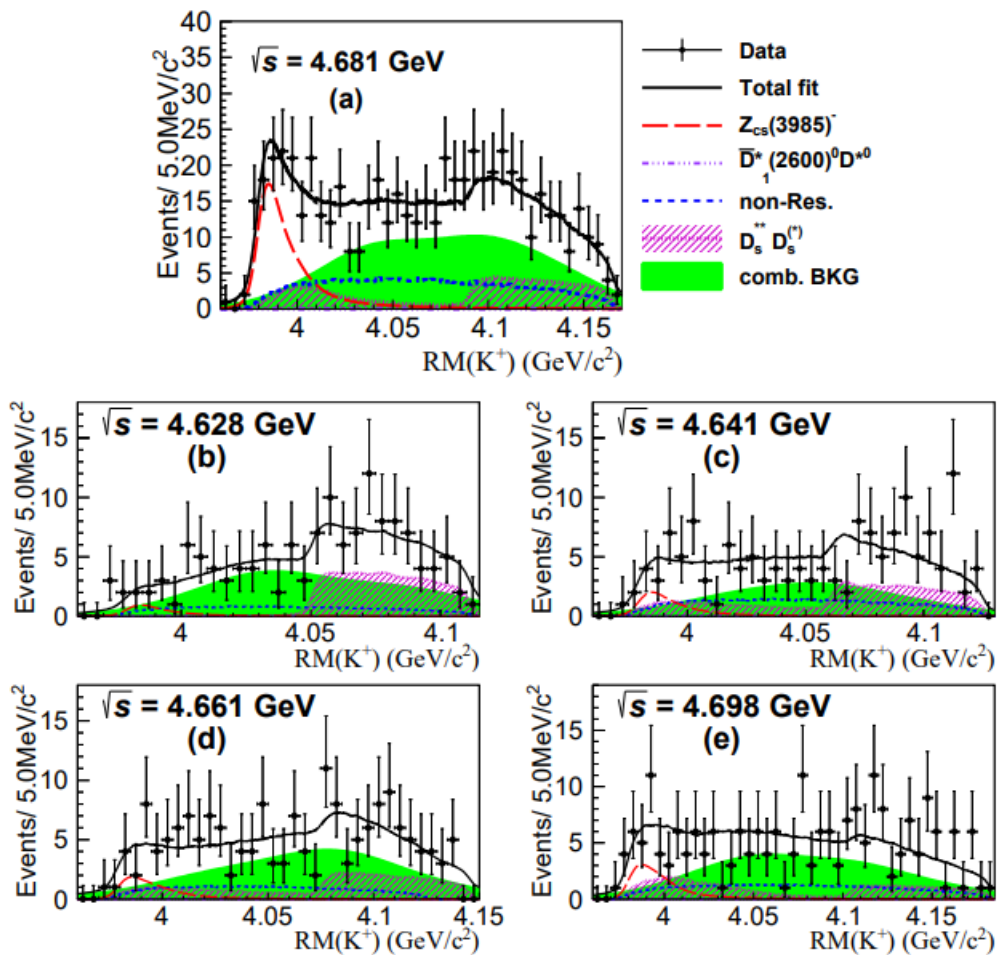 √s = 4.681 GeV
(a)
Events/ 5.0MeV/c²
40
35
30
25
20
15
10
5
0
4
4.05
4.1
4.15
RM(K⁺) (GeV/c²)
Data
Total fit
Z_cs(3985)⁻
D̄*₁(2600)⁰D*⁰
non-Res.
D_s** D_s^(*)
comb. BKG
√s = 4.628 GeV
(b)
Events/ 5.0MeV/c²
15
10
5
0
4
4.05
4.1
RM(K⁺) (GeV/c²)
√s = 4.641 GeV
(c)
Events/ 5.0MeV/c²
15
10
5
0
4
4.05
4.1
RM(K⁺) (GeV/c²)
√s = 4.661 GeV
(d)
Events/ 5.0MeV/c²
15
10
5
0
4
4.05
4.1
4.15
RM(K⁺) (GeV/c²)
√s = 4.698 GeV
(e)
Events/ 5.0MeV/c²
15
10
5
0
4
4.05
4.1
4.15
RM(K⁺) (GeV/c²)